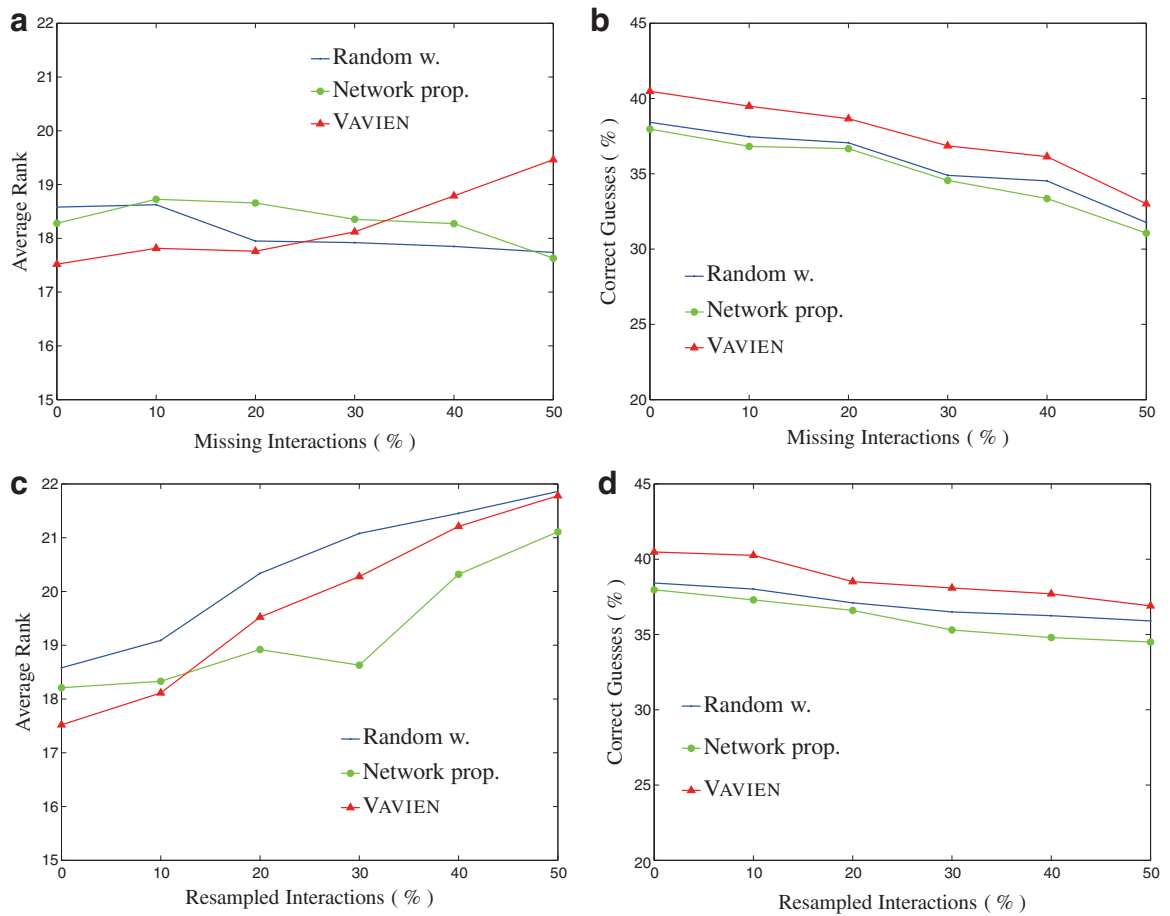 a
22
21
20
19
18
17
16
15
Average Rank
Random w.
Network prop.
VAVIEN
0 10 20 30 40 50
Missing Interactions ( % )
b
45
40
35
30
25
20
Correct Guesses ( % )
Random w.
Network prop.
VAVIEN
0 10 20 30 40 50
Missing Interactions ( % )
c
22
21
20
19
18
17
16
15
Average Rank
Random w.
Network prop.
VAVIEN
0 10 20 30 40 50
Resampled Interactions ( % )
d
45
40
35
30
25
20
Correct Guesses ( % )
Random w.
Network prop.
VAVIEN
0 10 20 30 40 50
Resampled Interactions ( % )